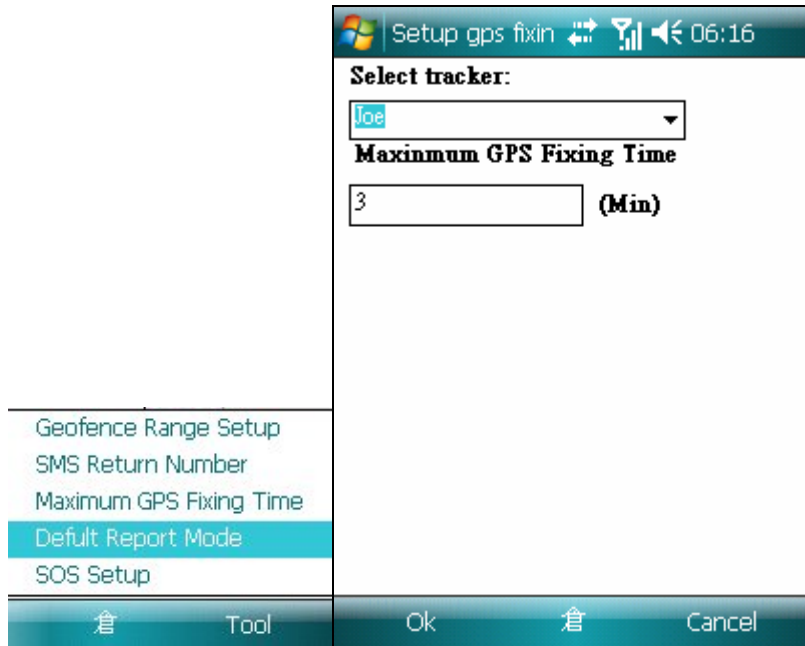 Geofence Range Setup
SMS Return Number
Maximum GPS Fixing Time
Defult Report Mode
SOS Setup
倉 Tool
Setup gps fixin 06:16
Select tracker:
Joe
Maxinmum GPS Fixing Time
3 (Min)
Ok 倉 Cancel